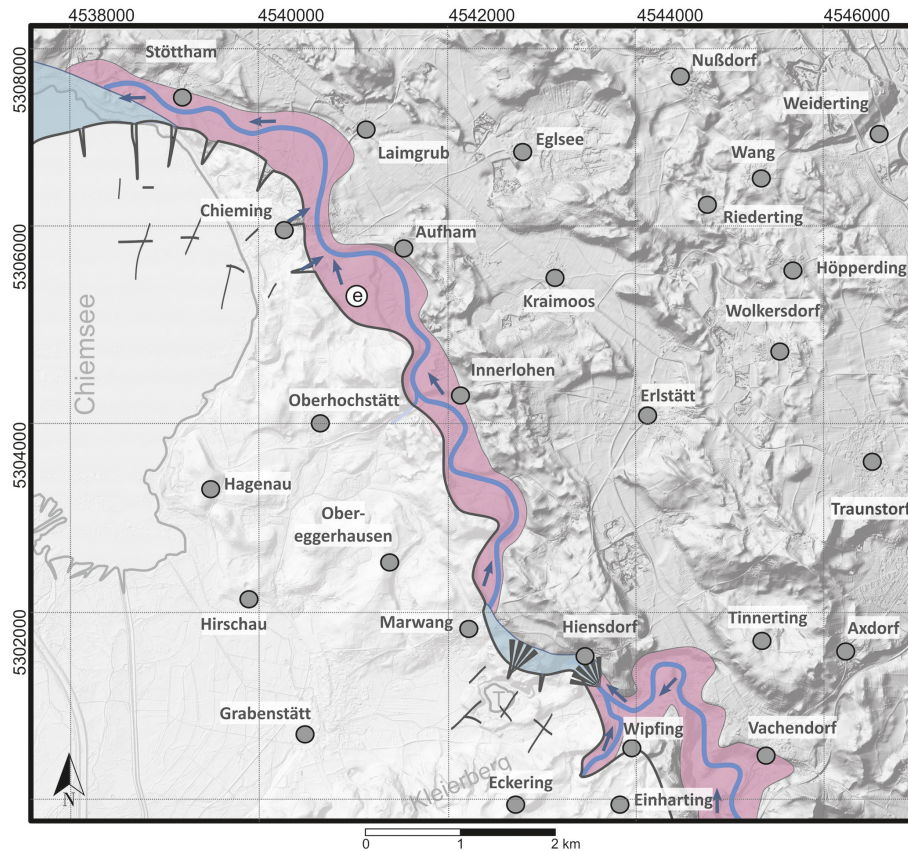 4538000
4540000
4542000
4544000
4546000
5308000
5306000
5304000
5302000
Stöttham
Nußdorf
Weiderting
Laimgrub
Eglsee
Wang
Chieming
Riederting
Aufham
Höpperding
e
Kraimoos
Wolkersdorf
Chiemsee
Innerlohen
Oberhochstätt
Erlstätt
Hagenau
Ober-
eggerhausen
Traunstorf
Hirschau
Marwang
Hiensdorf
Tinnerting
Axdorf
Grabenstätt
Wipfing
Vachendorf
Kleierberg
Eckering
Einharting
N
0 1 2 km